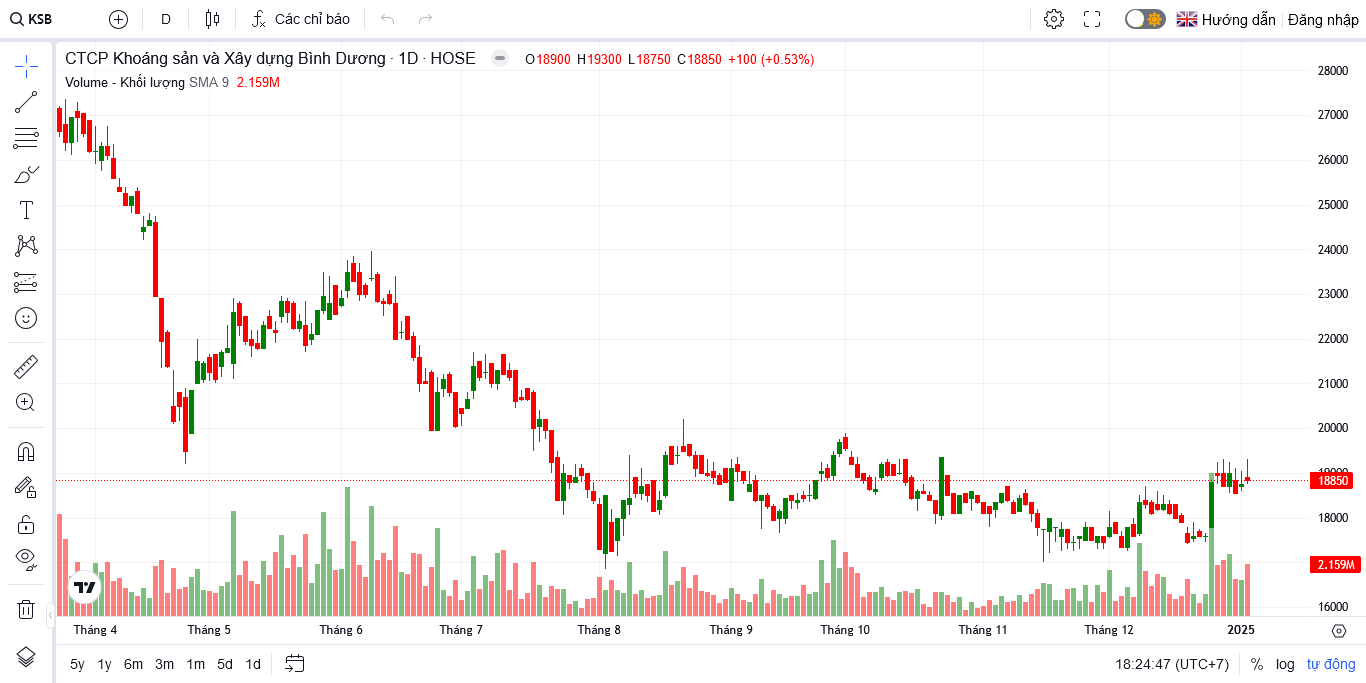 KSB D Các chỉ báo Hướng dẫn Đăng nhập
CTCP Khoáng sản và Xây dựng Bình Dương · 1D · HOSE O18900 H19300 L18750 C18850 +100 (+0.53%)
Volume - Khối lượng SMA 9 2.159M
28000
27000
26000
25000
24000
23000
22000
21000
20000
19000
18850
18000
2.159M
16000
Tháng 4 Tháng 5 Tháng 6 Tháng 7 Tháng 8 Tháng 9 Tháng 10 Tháng 11 Tháng 12 2025
5y 1y 6m 3m 1m 5d 1d 18:24:47 (UTC+7) % log tự động